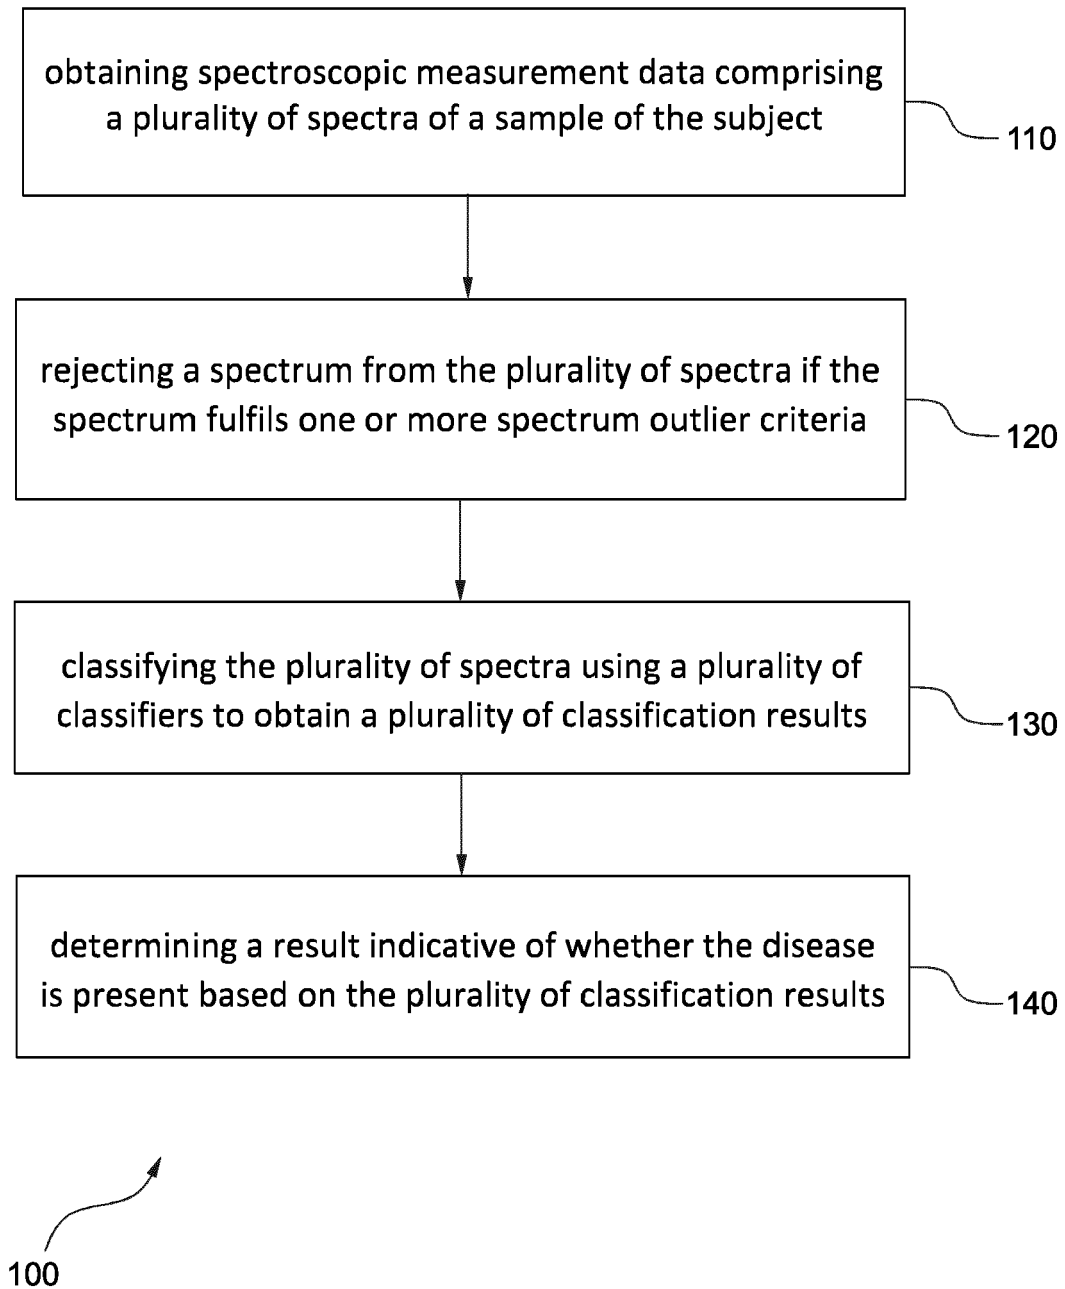 obtaining spectroscopic measurement data comprising
a plurality of spectra of a sample of the subject
110
rejecting a spectrum from the plurality of spectra if the
spectrum fulfils one or more spectrum outlier criteria
120
classifying the plurality of spectra using a plurality of
classifiers to obtain a plurality of classification results
130
determining a result indicative of whether the disease
is present based on the plurality of classification results
140
100